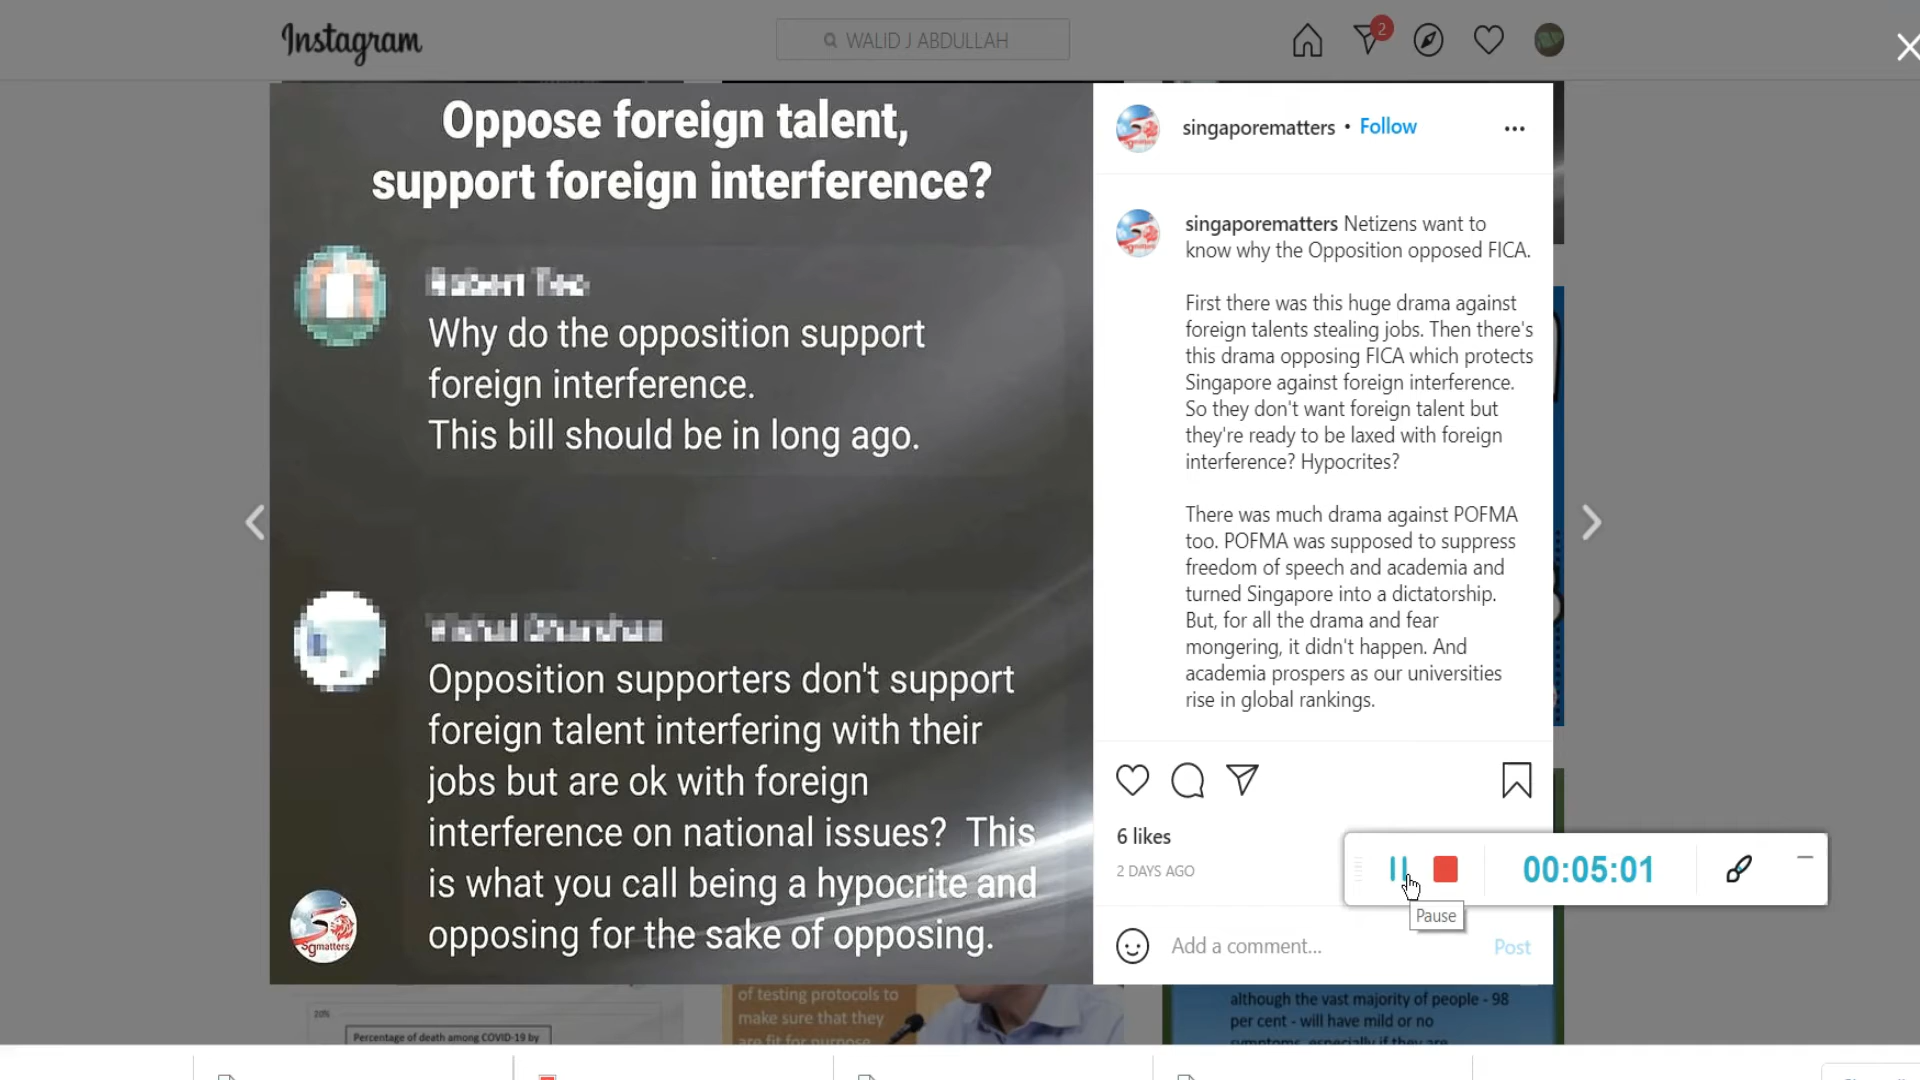 Instagram
WALID J ABDULLAH
2
Oppose foreign talent,
support foreign interference?
Why do the opposition support
foreign interference.
This bill should be in long ago.
Opposition supporters don't support
foreign talent interfering with their
jobs but are ok with foreign
interference on national issues? This
is what you call being a hypocrite and
opposing for the sake of opposing.
Sgmatters
singaporematters • Follow
singaporematters Netizens want to
know why the Opposition opposed FICA.
First there was this huge drama against
foreign talents stealing jobs. Then there's
this drama opposing FICA which protects
Singapore against foreign interference.
So they don't want foreign talent but
they're ready to be laxed with foreign
interference? Hypocrites?
There was much drama against POFMA
too. POFMA was supposed to suppress
freedom of speech and academia and
turned Singapore into a dictatorship.
But, for all the drama and fear
mongering, it didn't happen. And
academia prospers as our universities
rise in global rankings.
6 likes
2 DAYS AGO
00:05:01
Pause
Add a comment...
Post
20%
Percentage of death among COVID-19 by
of testing protocols to
make sure that they
are fit for purpose
although the vast majority of people - 98
per cent - will have mild or no
symptoms, especially if they are